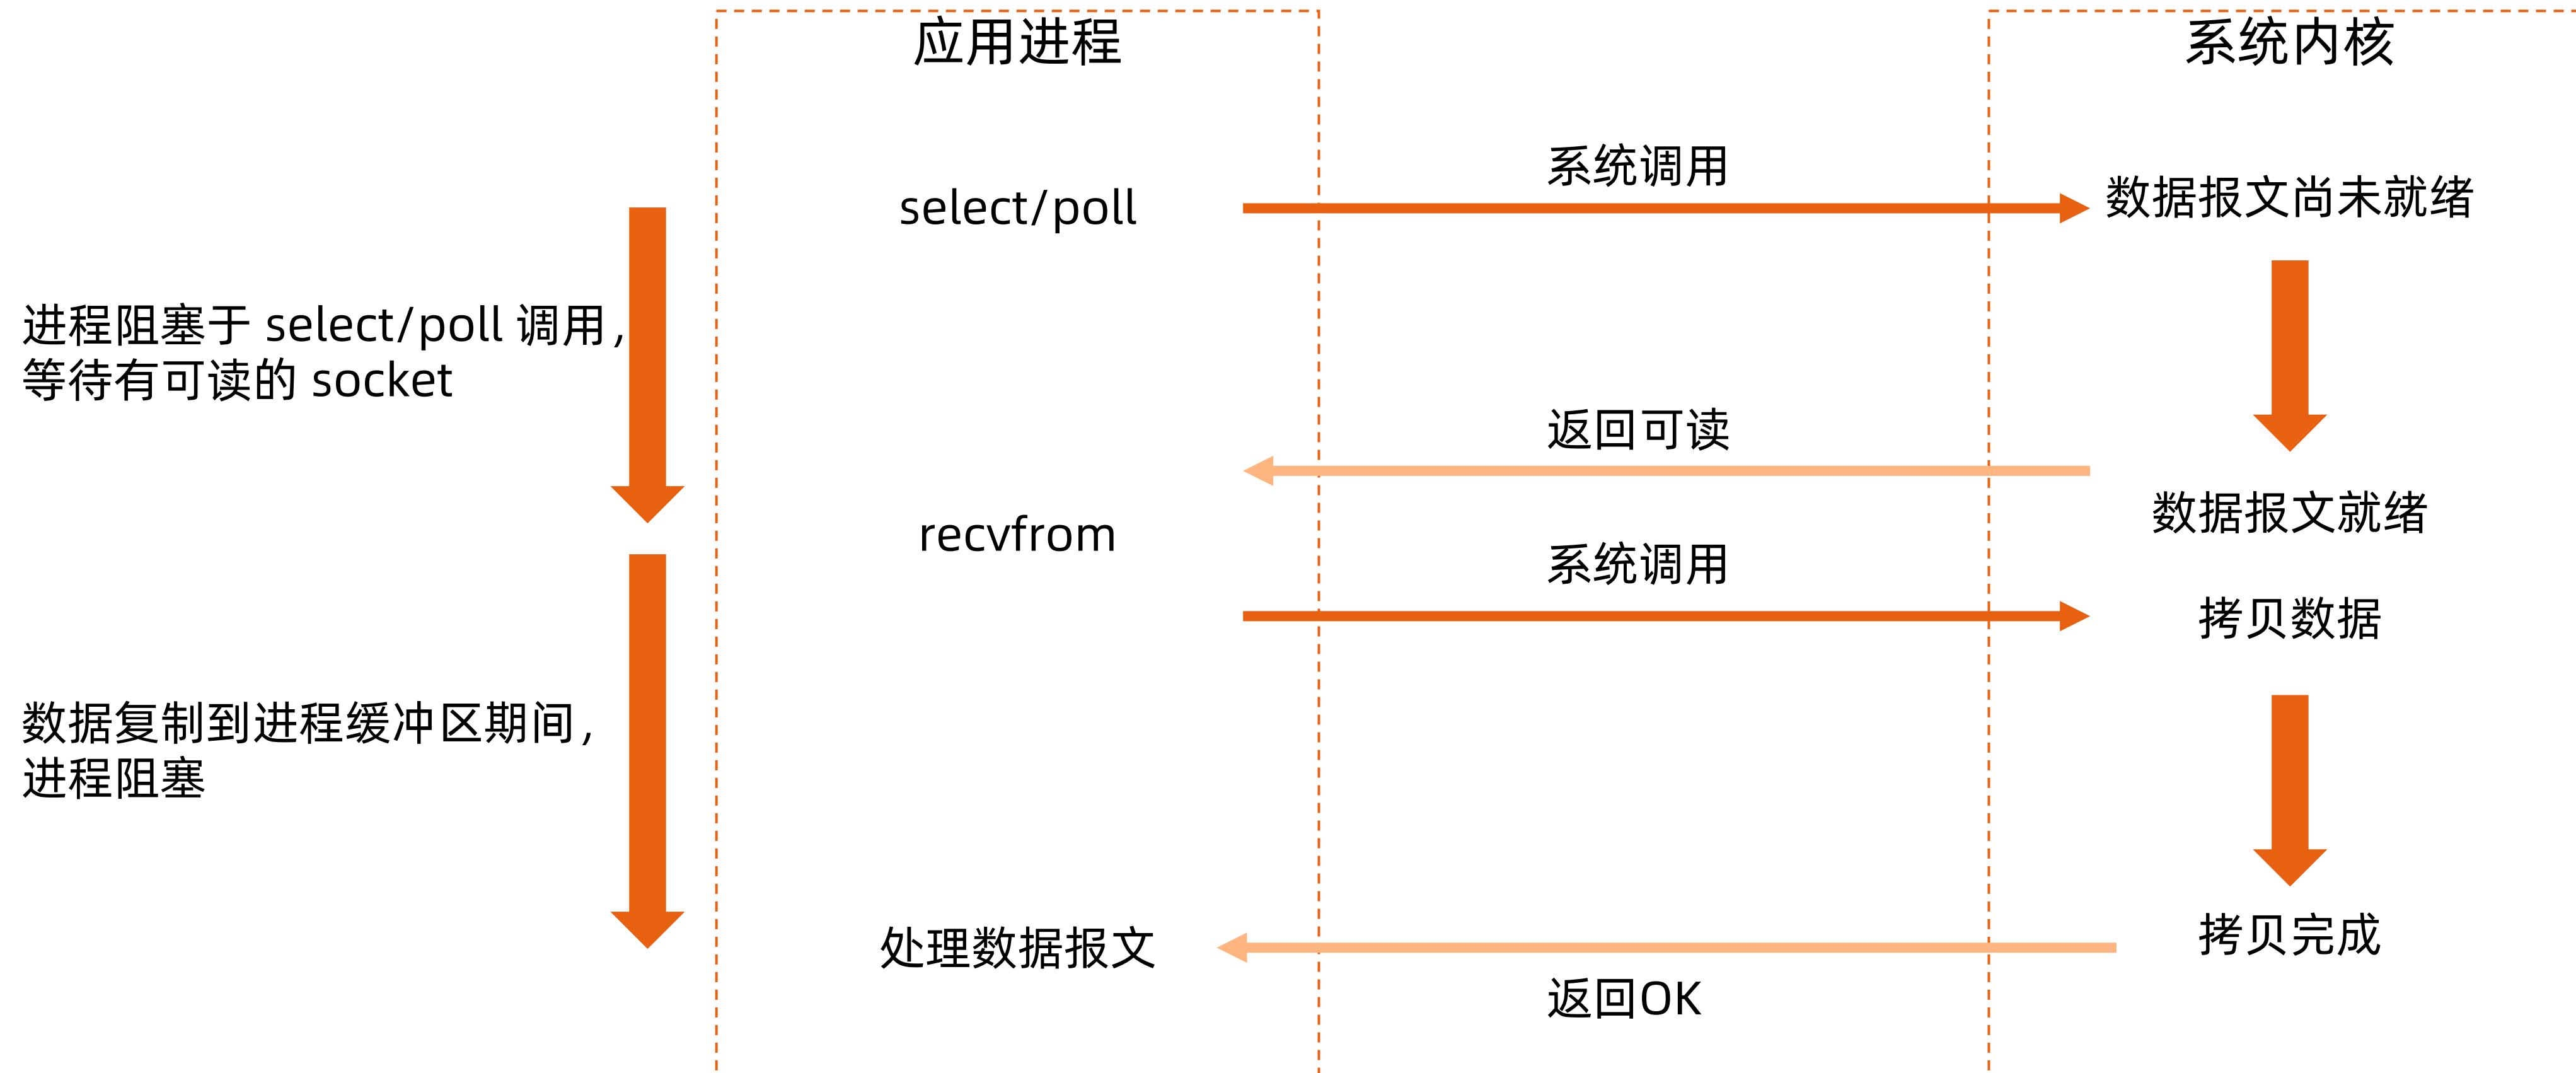 应用进程
系统内核
系统调用
select/poll
数据报文尚未就绪
进程阻塞于 select/poll 调用,
等待有可读的 socket
返回可读
recvfrom
数据报文就绪
系统调用
拷贝数据
数据复制到进程缓冲区期间,
进程阻塞
处理数据报文
拷贝完成
返回OK